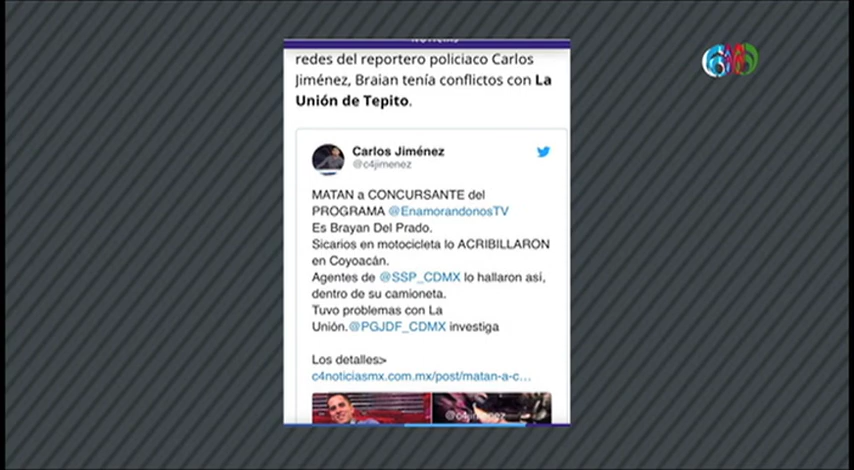 redes del reportero policiaco Carlos
Jiménez, Braian tenía conflictos con La
Unión de Tepito.
Carlos Jiménez
@c4jimenez
MATAN a CONCURSANTE del
PROGRAMA @EnamorandonosTV
Es Brayan Del Prado.
Sicarios en motocicleta lo ACRIBILLARON
en Coyoacán.
Agentes de @SSP_CDMX lo hallaron así,
dentro de su camioneta.
Tuvo problemas con La
Unión.@PGJDF_CDMX investiga
Los detalles>
c4noticiasmx.com.mx/post/matan-a-c…
@c4jimenez